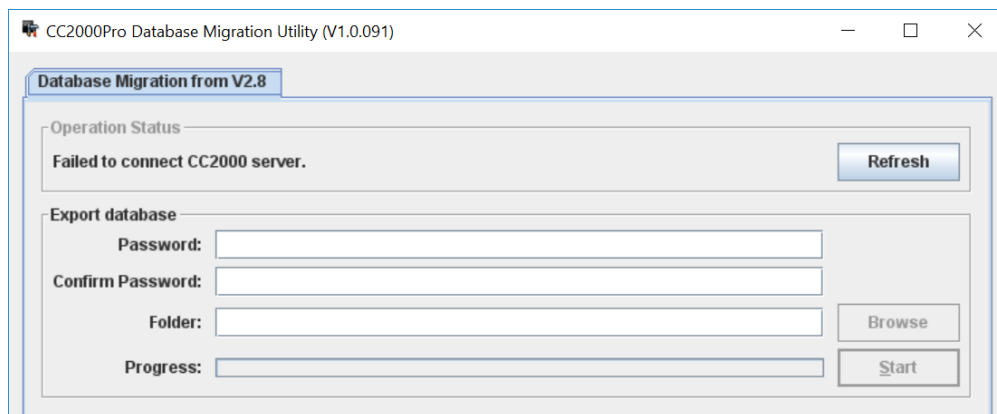 CC2000Pro Database Migration Utility (V1.0.091)
Database Migration from V2.8
Operation Status
Failed to connect CC2000 server.
Refresh
Export database
Password:
Confirm Password:
Folder:
Browse
Progress:
Start